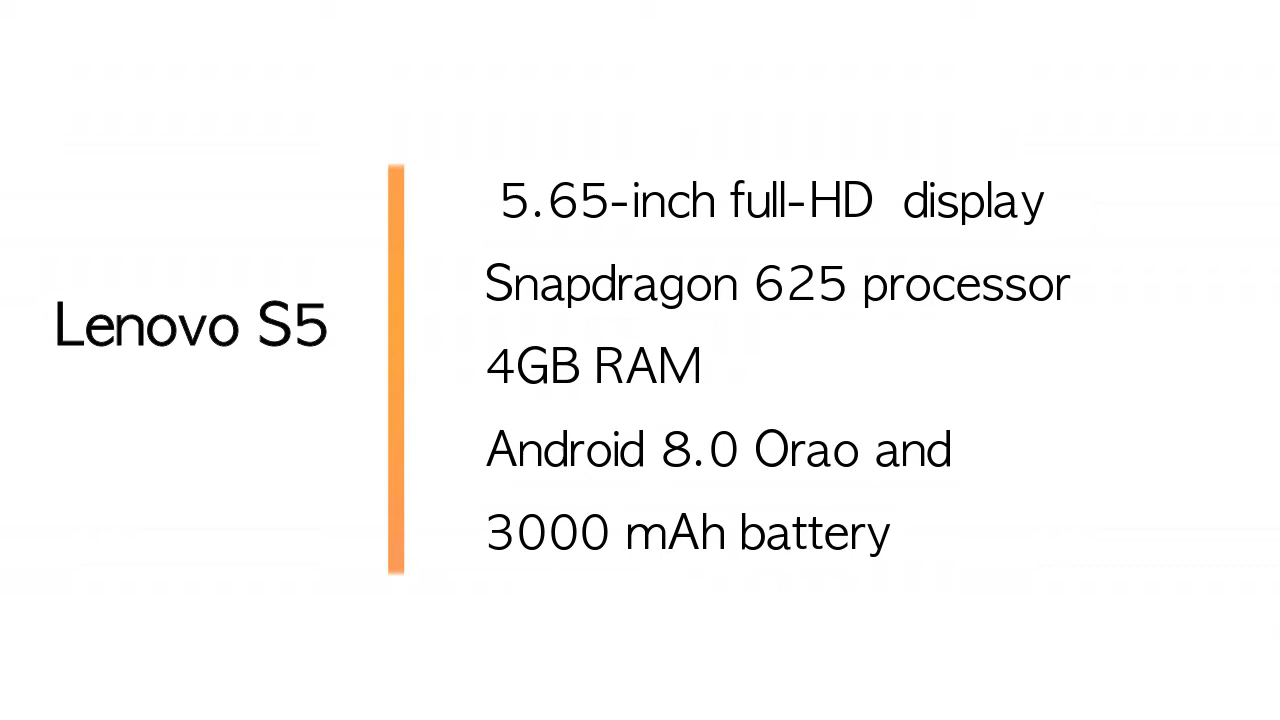 Lenovo S5
5.65-inch full-HD display
Snapdragon 625 processor
4GB RAM
Android 8.0 Orao and
3000 mAh battery